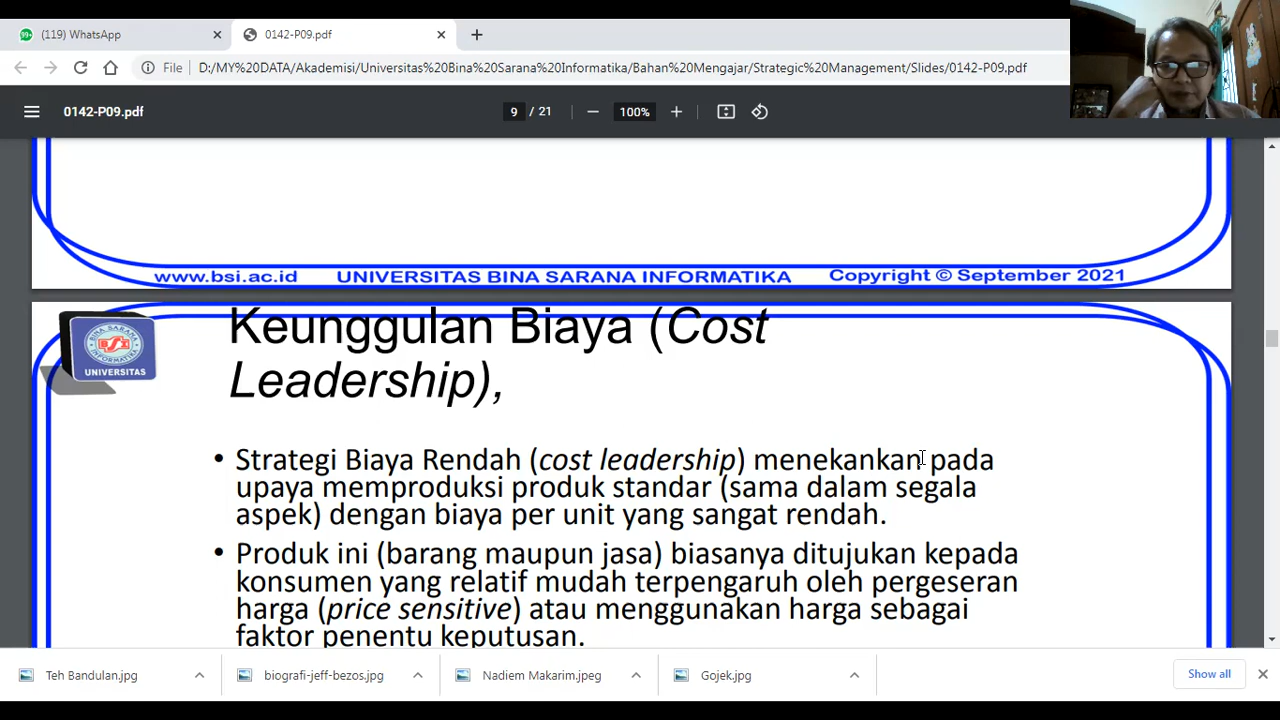 (119) WhatsApp
0142-P09.pdf
File
D:/MY%20DATA/Akademisi/Universitas%20Bina%20Sarana%20Informatika/Bahan%20Mengajar/Strategic%20Management/Slides/0142-P09.pdf
0142-P09.pdf
9 / 21
100%
www.bsi.ac.id UNIVERSITAS BINA SARANA INFORMATIKA Copyright © September 2021
BINA SARANA
BSI
INFORMATIKA
UNIVERSITAS
Keunggulan Biaya (Cost
Leadership),
• Strategi Biaya Rendah (cost leadership) menekankan pada
upaya memproduksi produk standar (sama dalam segala
aspek) dengan biaya per unit yang sangat rendah.
• Produk ini (barang maupun jasa) biasanya ditujukan kepada
konsumen yang relatif mudah terpengaruh oleh pergeseran
harga (price sensitive) atau menggunakan harga sebagai
faktor penentu keputusan.
Teh Bandulan.jpg
biografi-jeff-bezos.jpg
Nadiem Makarim.jpeg
Gojek.jpg
Show all